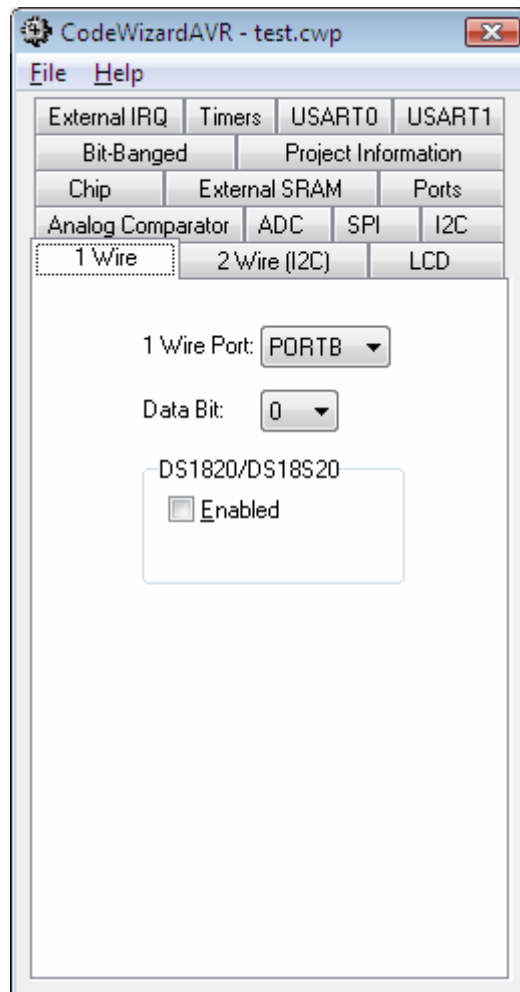 CodeWizardAVR - test.cwp
File Help
External IRQ Timers USART0 USART1
Bit-Banged Project Information
Chip External SRAM Ports
Analog Comparator ADC SPI I2C
1 Wire 2 Wire (I2C) LCD
1 Wire Port: PORTB
Data Bit: 0
DS1820/DS18S20
Enabled